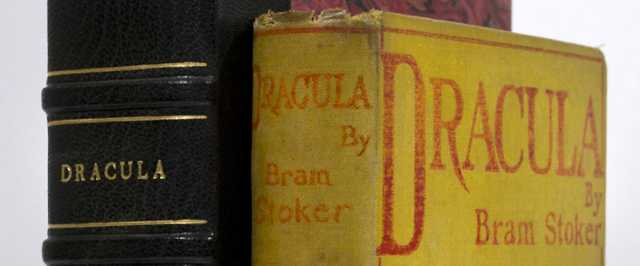 DRACULA
DRACULA
By
Bram
Stoker
DRACULA
By
Bram Stoker